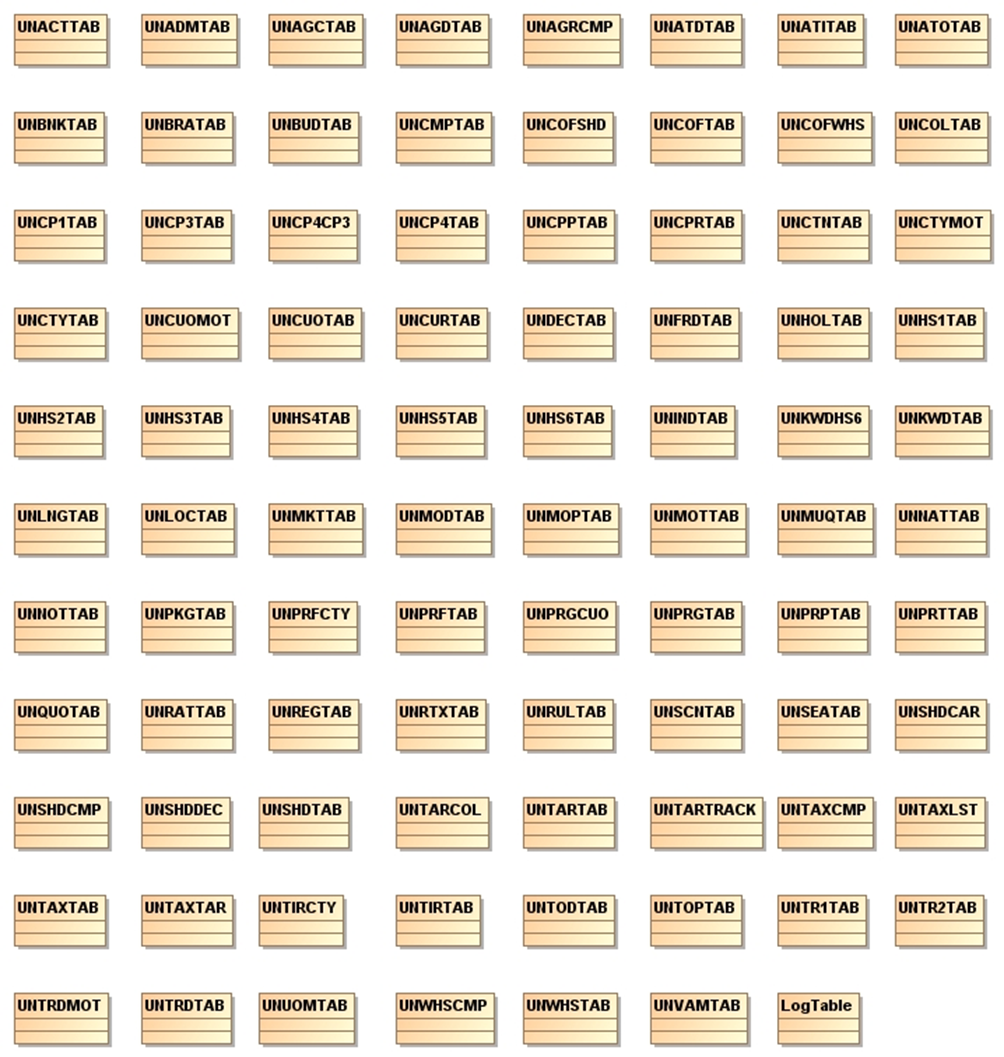 UNACTTAB UNADMTAB UNAGCTAB UNAGDTAB UNAGRCMP UNATDTAB UNATITAB UNATOTAB
UNBNKTAB UNBRATAB UNBUDTAB UNCMPTAB UNCOFSHD UNCOFTAB UNCOFWHS UNCOLTAB
UNCP1TAB UNCP3TAB UNCP4CP3 UNCP4TAB UNCPPTAB UNCPRTAB UNCTNTAB UNCTYMOT
UNCTYTAB UNCUOMOT UNCUOTAB UNCURTAB UNDECTAB UNFRDTAB UNHOLTAB UNHS1TAB
UNHS2TAB UNHS3TAB UNHS4TAB UNHS5TAB UNHS6TAB UNINDTAB UNKWDHS6 UNKWDTAB
UNLNGTAB UNLOCTAB UNMKTTAB UNMODTAB UNMOPTAB UNMOTTAB UNMUQTAB UNNATTAB
UNNOTTAB UNPKGTAB UNPRFCTY UNPRFTAB UNPRGCUO UNPRGTAB UNPRPTAB UNPRTTAB
UNQUOTAB UNRATTAB UNREGTAB UNRTXTAB UNRULTAB UNSCNTAB UNSEATAB UNSHDCAR
UNSHDCMP UNSHDDEC UNSHDTAB UNTARCOL UNTARTAB UNTARTRACK UNTAXCMP UNTAXLST
UNTAXTAB UNTAXTAR UNTIRCTY UNTIRTAB UNTODTAB UNTOPTAB UNTR1TAB UNTR2TAB
UNTRDMOT UNTRDTAB UNUOMTAB UNWHSCMP UNWHSTAB UNVAMTAB LogTable